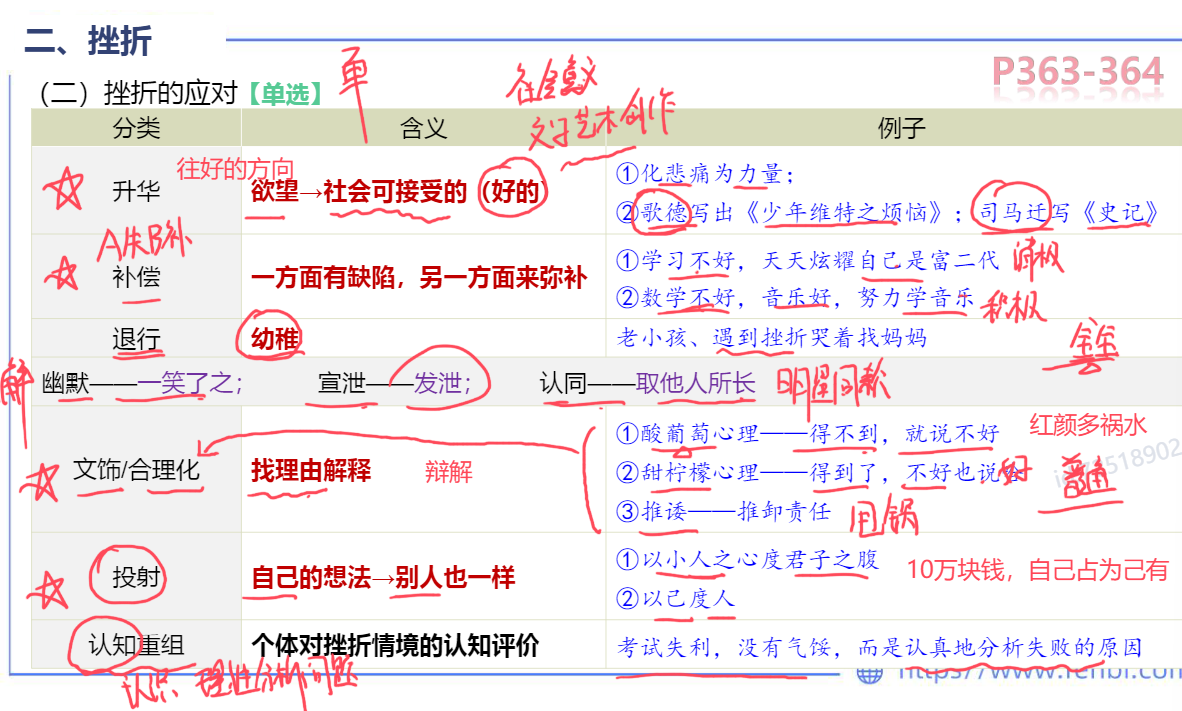 二、挫折
P363-364
（二）挫折的应对【单选】
单
文学艺术创作
分类 含义 例子
往好的方向
升华 欲望→社会可接受的（好的） ①化悲痛为力量；
②歌德写出《少年维特之烦恼》；司马迁写《史记》
A失B补
补偿 一方面有缺陷，另一方面来弥补 ①学习不好，天天炫耀自己是富二代 消极
②数学不好，音乐好，努力学音乐 积极
退行 幼稚 老小孩、遇到挫折哭着找妈妈
幽默——一笑了之； 宣泄——发泄； 认同——取他人所长 明星同款
文饰/合理化 找理由解释 辩解 ①酸葡萄心理——得不到，就说不好 红颜多祸水
②甜柠檬心理——得到了，不好也说 好 普通
③推诿——推卸责任 甩锅
投射 自己的想法→别人也一样 ①以小人之心度君子之腹 10万块钱，自己占为己有
②以己度人
认知重组 个体对挫折情境的认知评价 考试失利，没有气馁，而是认真地分析失败的原因
认识、理性分析问题